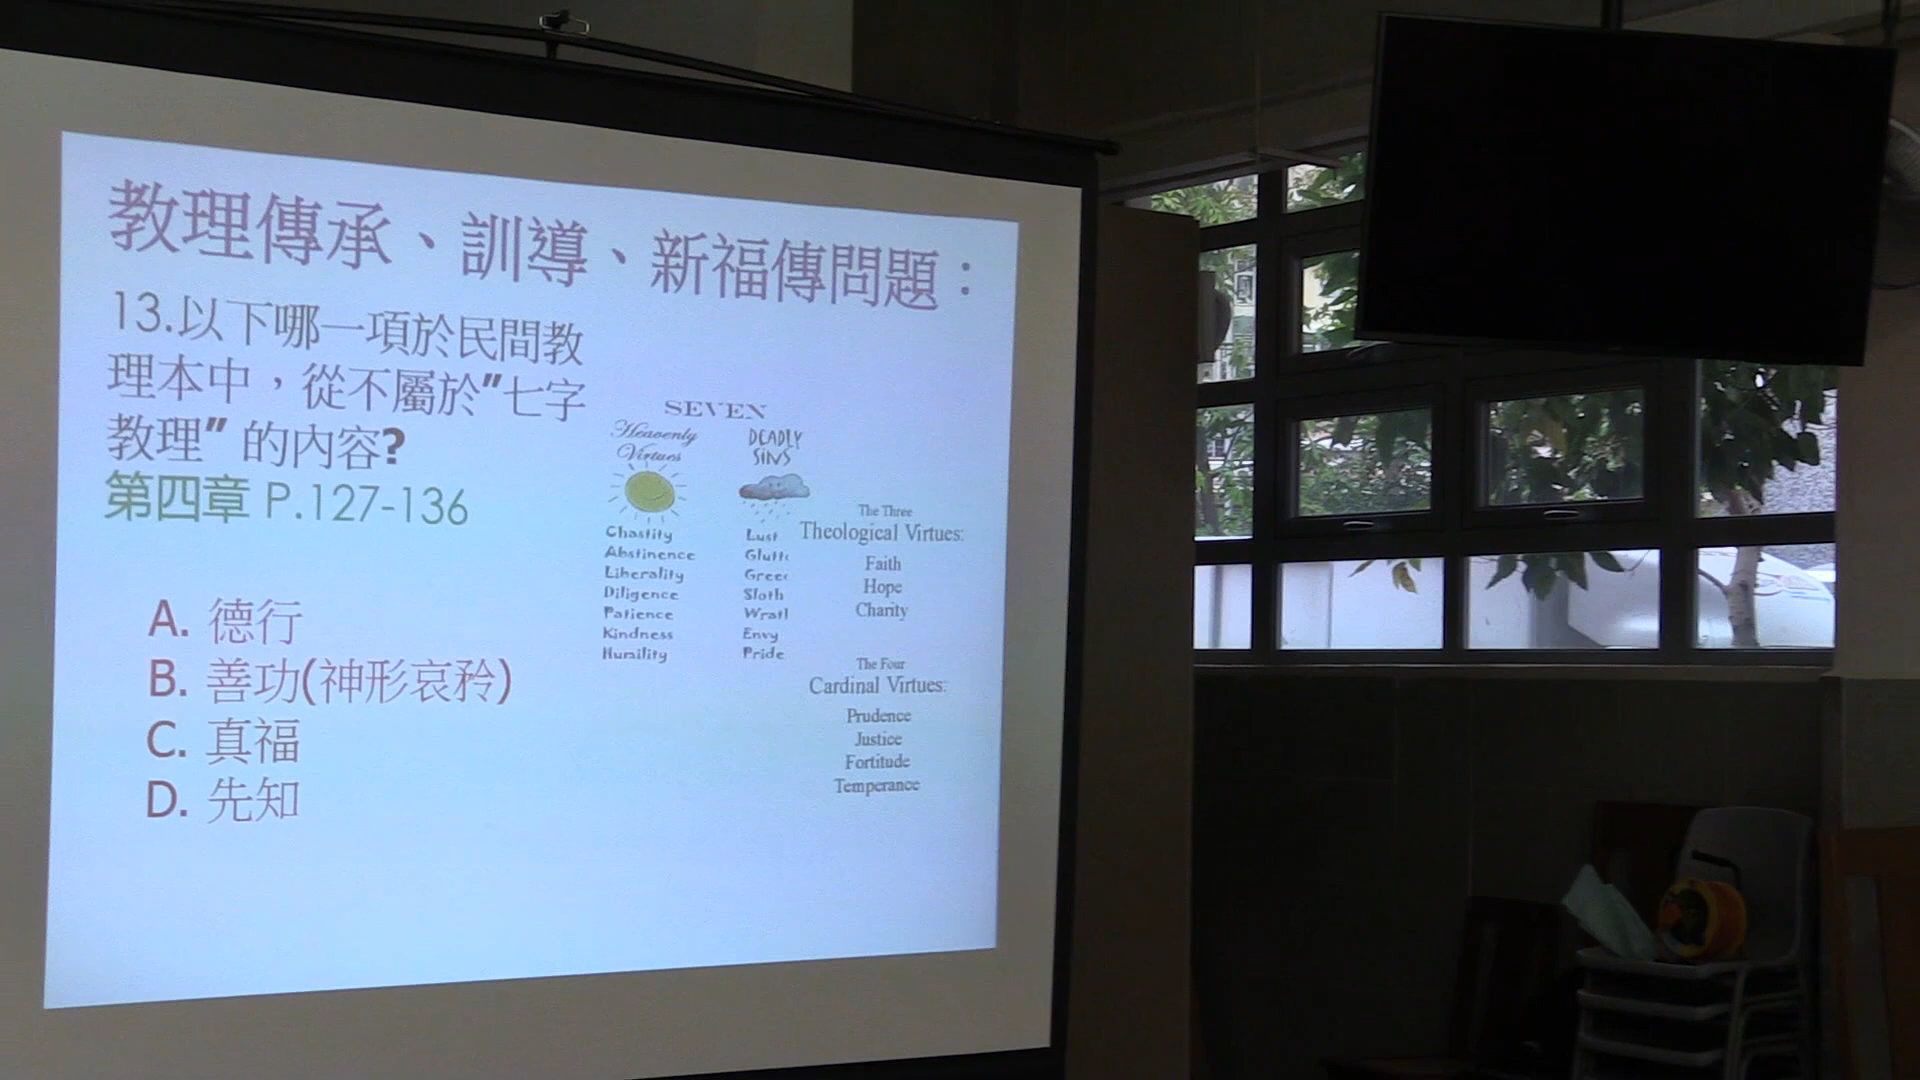 教理傳承、訓導、新福傳問題：
13.以下哪一項於民間教
理本中，從不屬於"七字
教理" 的內容?
第四章 P.127-136
A. 德行
B. 善功(神形哀矜)
C. 真福
D. 先知
SEVEN
Heavenly
Virtues
Chastity
Abstinence
Liberality
Diligence
Patience
Kindness
Humility
DEADLY
SINS
Lust
Glutt
Gree
Sloth
Wrat
Envy
Pride
The Three
Theological Virtues:
Faith
Hope
Charity
The Four
Cardinal Virtues:
Prudence
Justice
Fortitude
Temperance